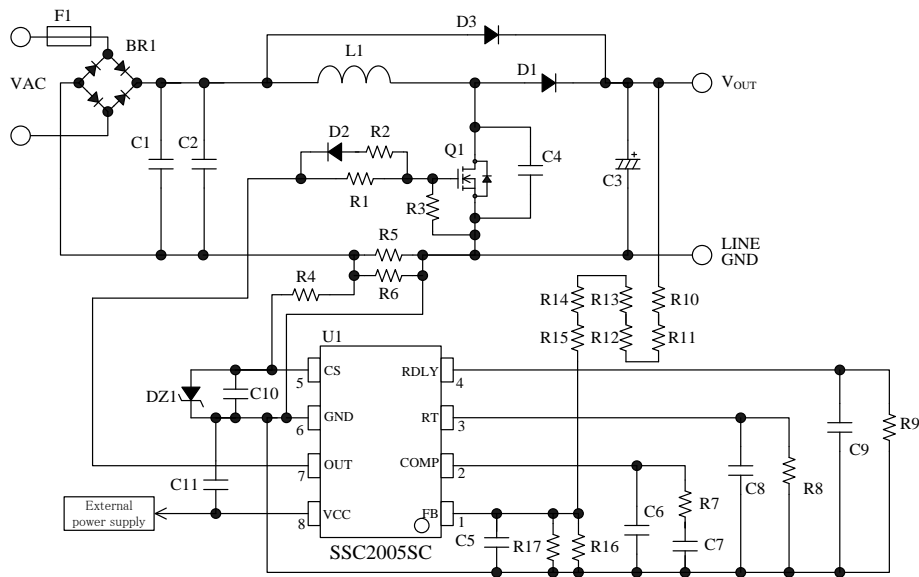 F1
D3
BR1
L1
D1
VAC
V_OUT
D2
R2
Q1
C1
C2
C4
C3
R1
R3
R5
LINE
GND
R4
R6
R14
R13
R10
U1
R15
R12
R11
CS
RDLY
5
4
DZ1
C10
GND
RT
6
3
R9
OUT
COMP
7
2
C9
C11
C8
R8
External
power supply
VCC
FB
8
1
C5
R17
R16
C6
R7
C7
SSC2005SC